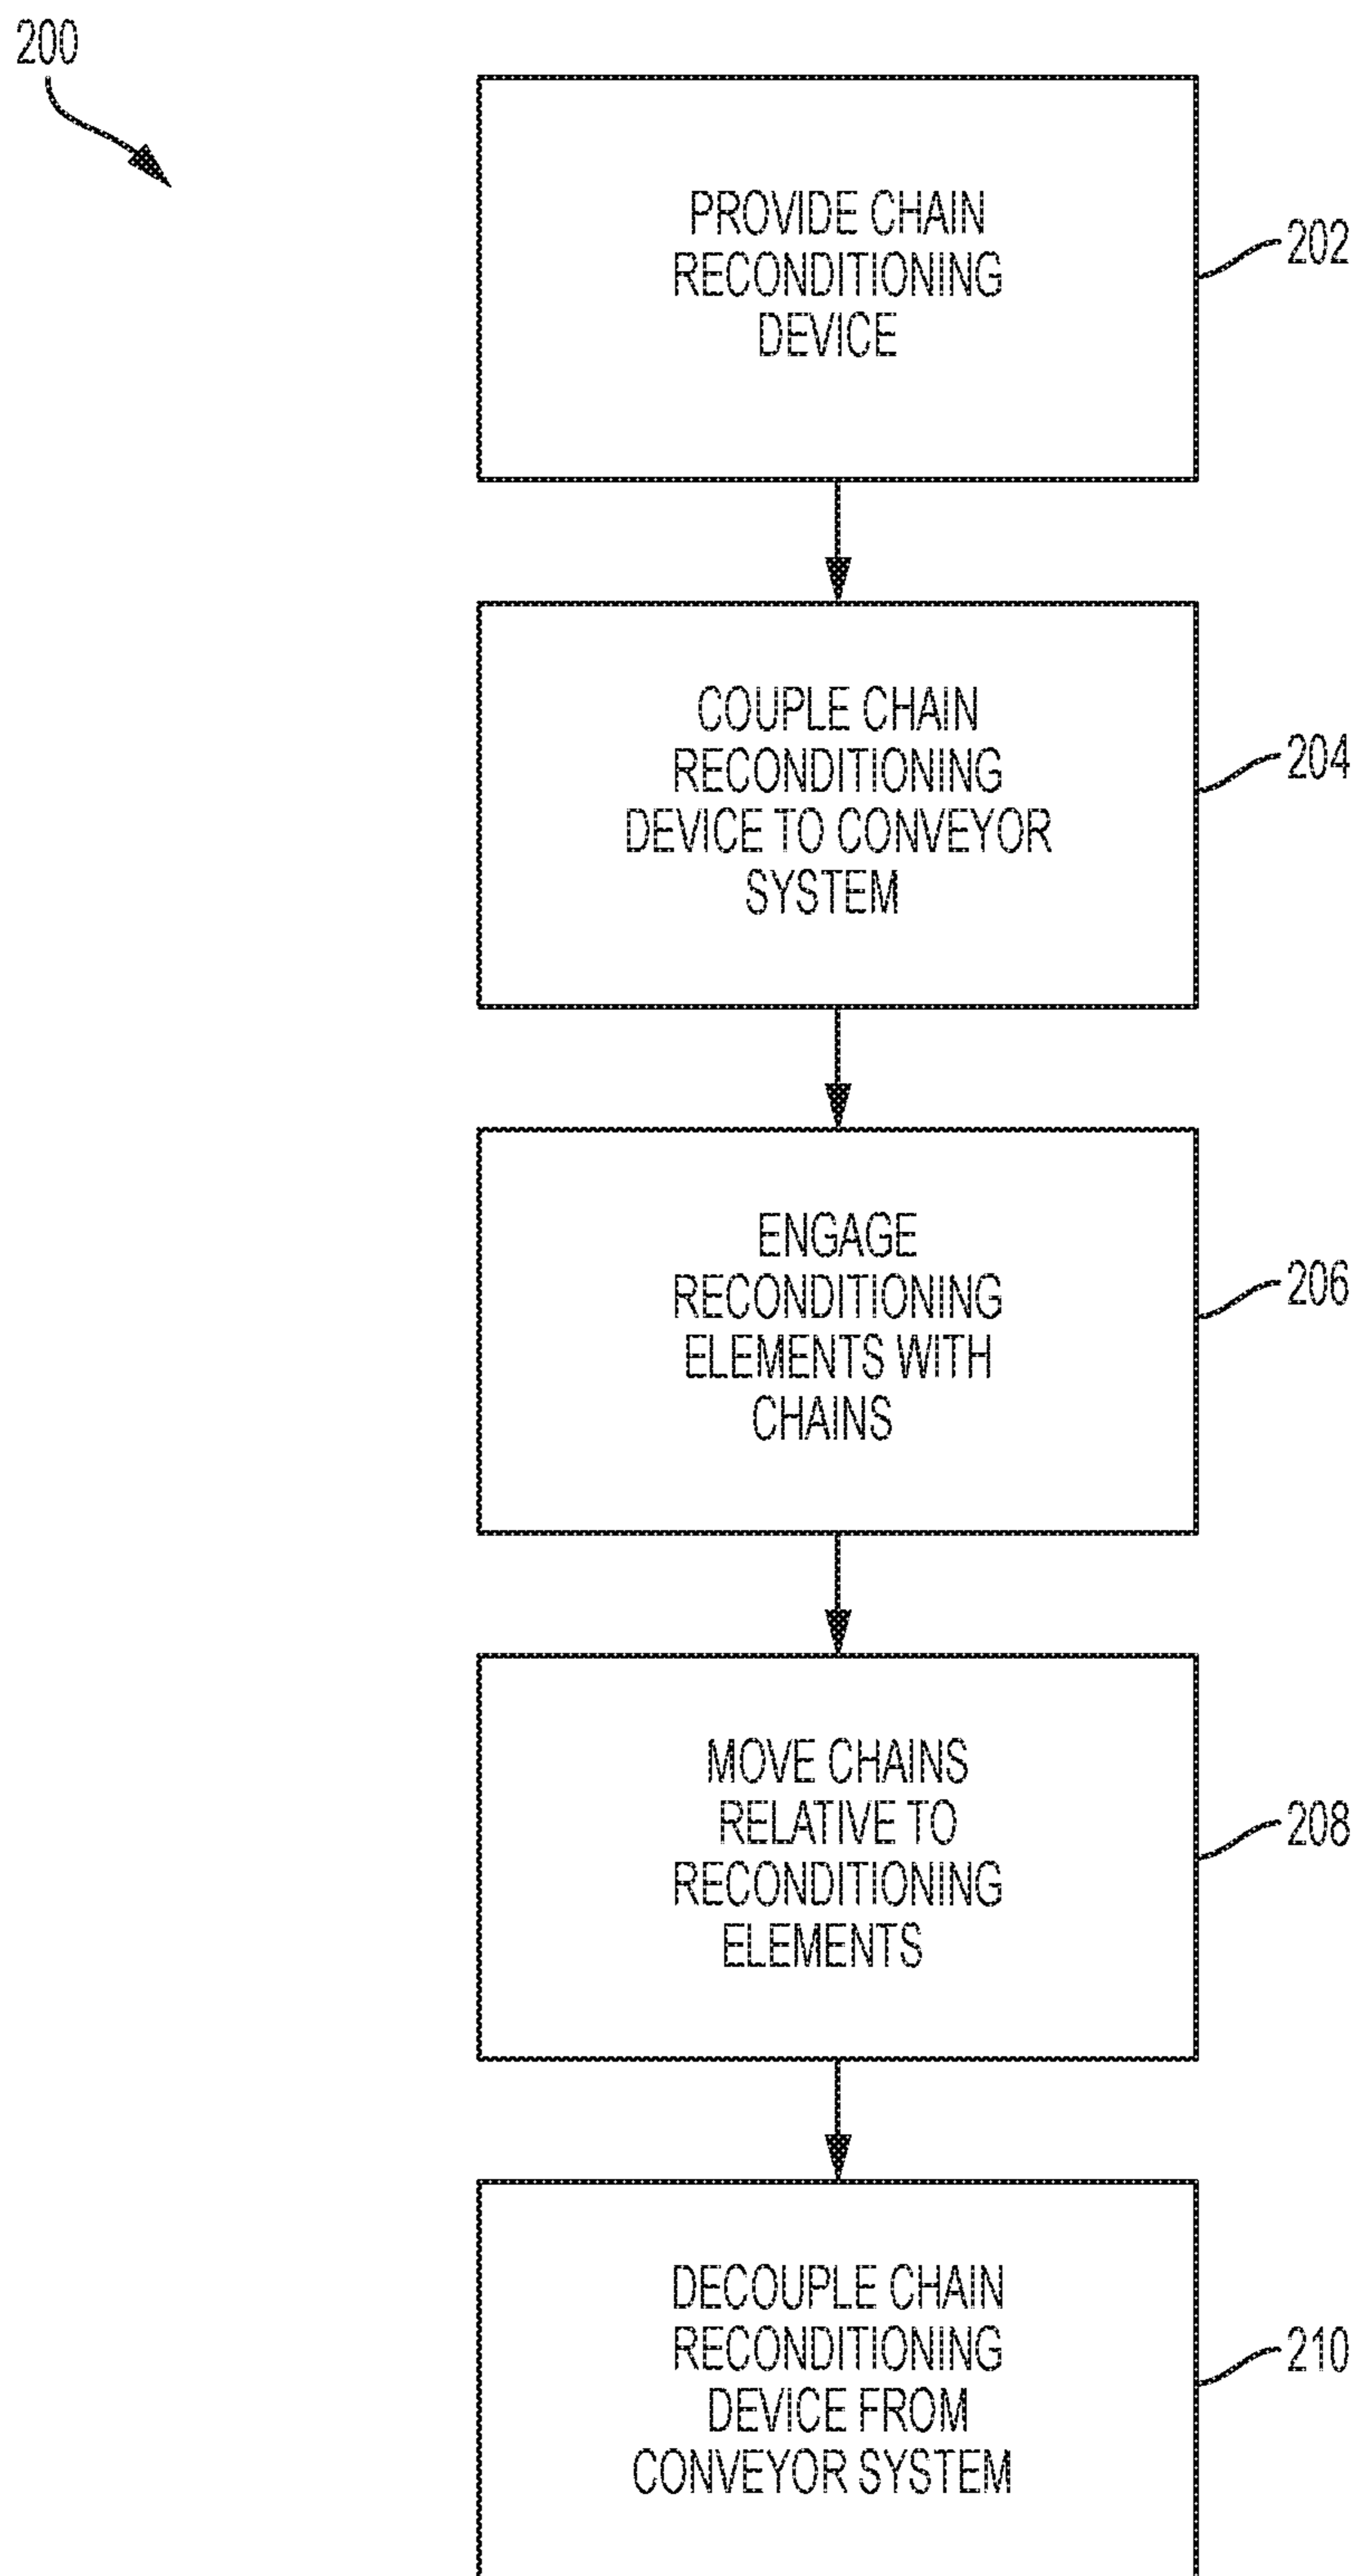 200
PROVIDE CHAIN
RECONDITIONING
DEVICE
202
COUPLE CHAIN
RECONDITIONING
DEVICE TO CONVEYOR
SYSTEM
204
ENGAGE
RECONDITIONING
ELEMENTS WITH
CHAINS
206
MOVE CHAINS
RELATIVE TO
RECONDITIONING
ELEMENTS
208
DECOUPLE CHAIN
RECONDITIONING
DEVICE FROM
CONVEYOR SYSTEM
210